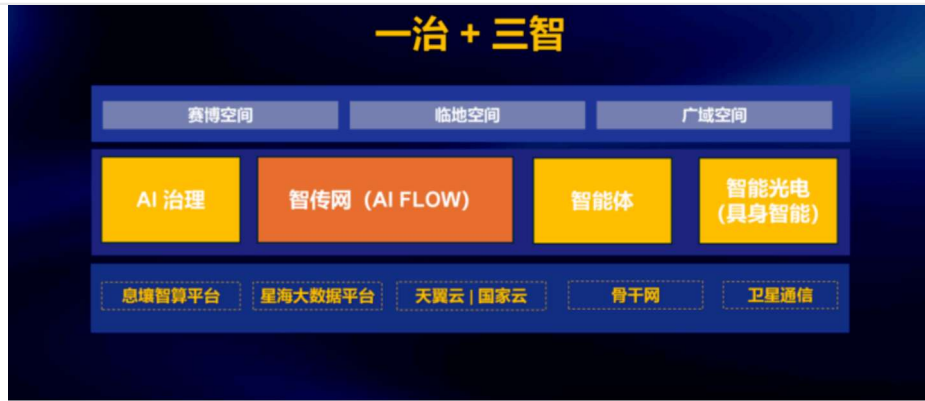 一治 + 三智
赛博空间 临地空间 广域空间
AI 治理 智传网（AI FLOW） 智能体 智能光电
(具身智能)
息壤智算平台 星海大数据平台 天翼云 | 国家云 骨干网 卫星通信